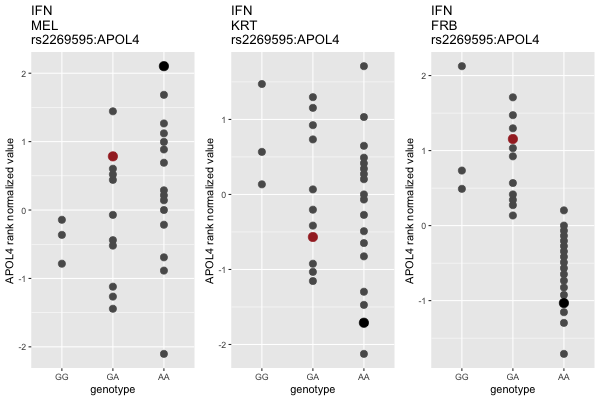 IFN
MEL
rs2269595:APOL4
APOL4 rank normalized value
2
1
0
-1
-2
GG
GA
AA
genotype
IFN
KRT
rs2269595:APOL4
APOL4 rank normalized value
1
0
-1
-2
GG
GA
AA
genotype
IFN
FRB
rs2269595:APOL4
APOL4 rank normalized value
2
1
0
-1
GG
GA
AA
genotype